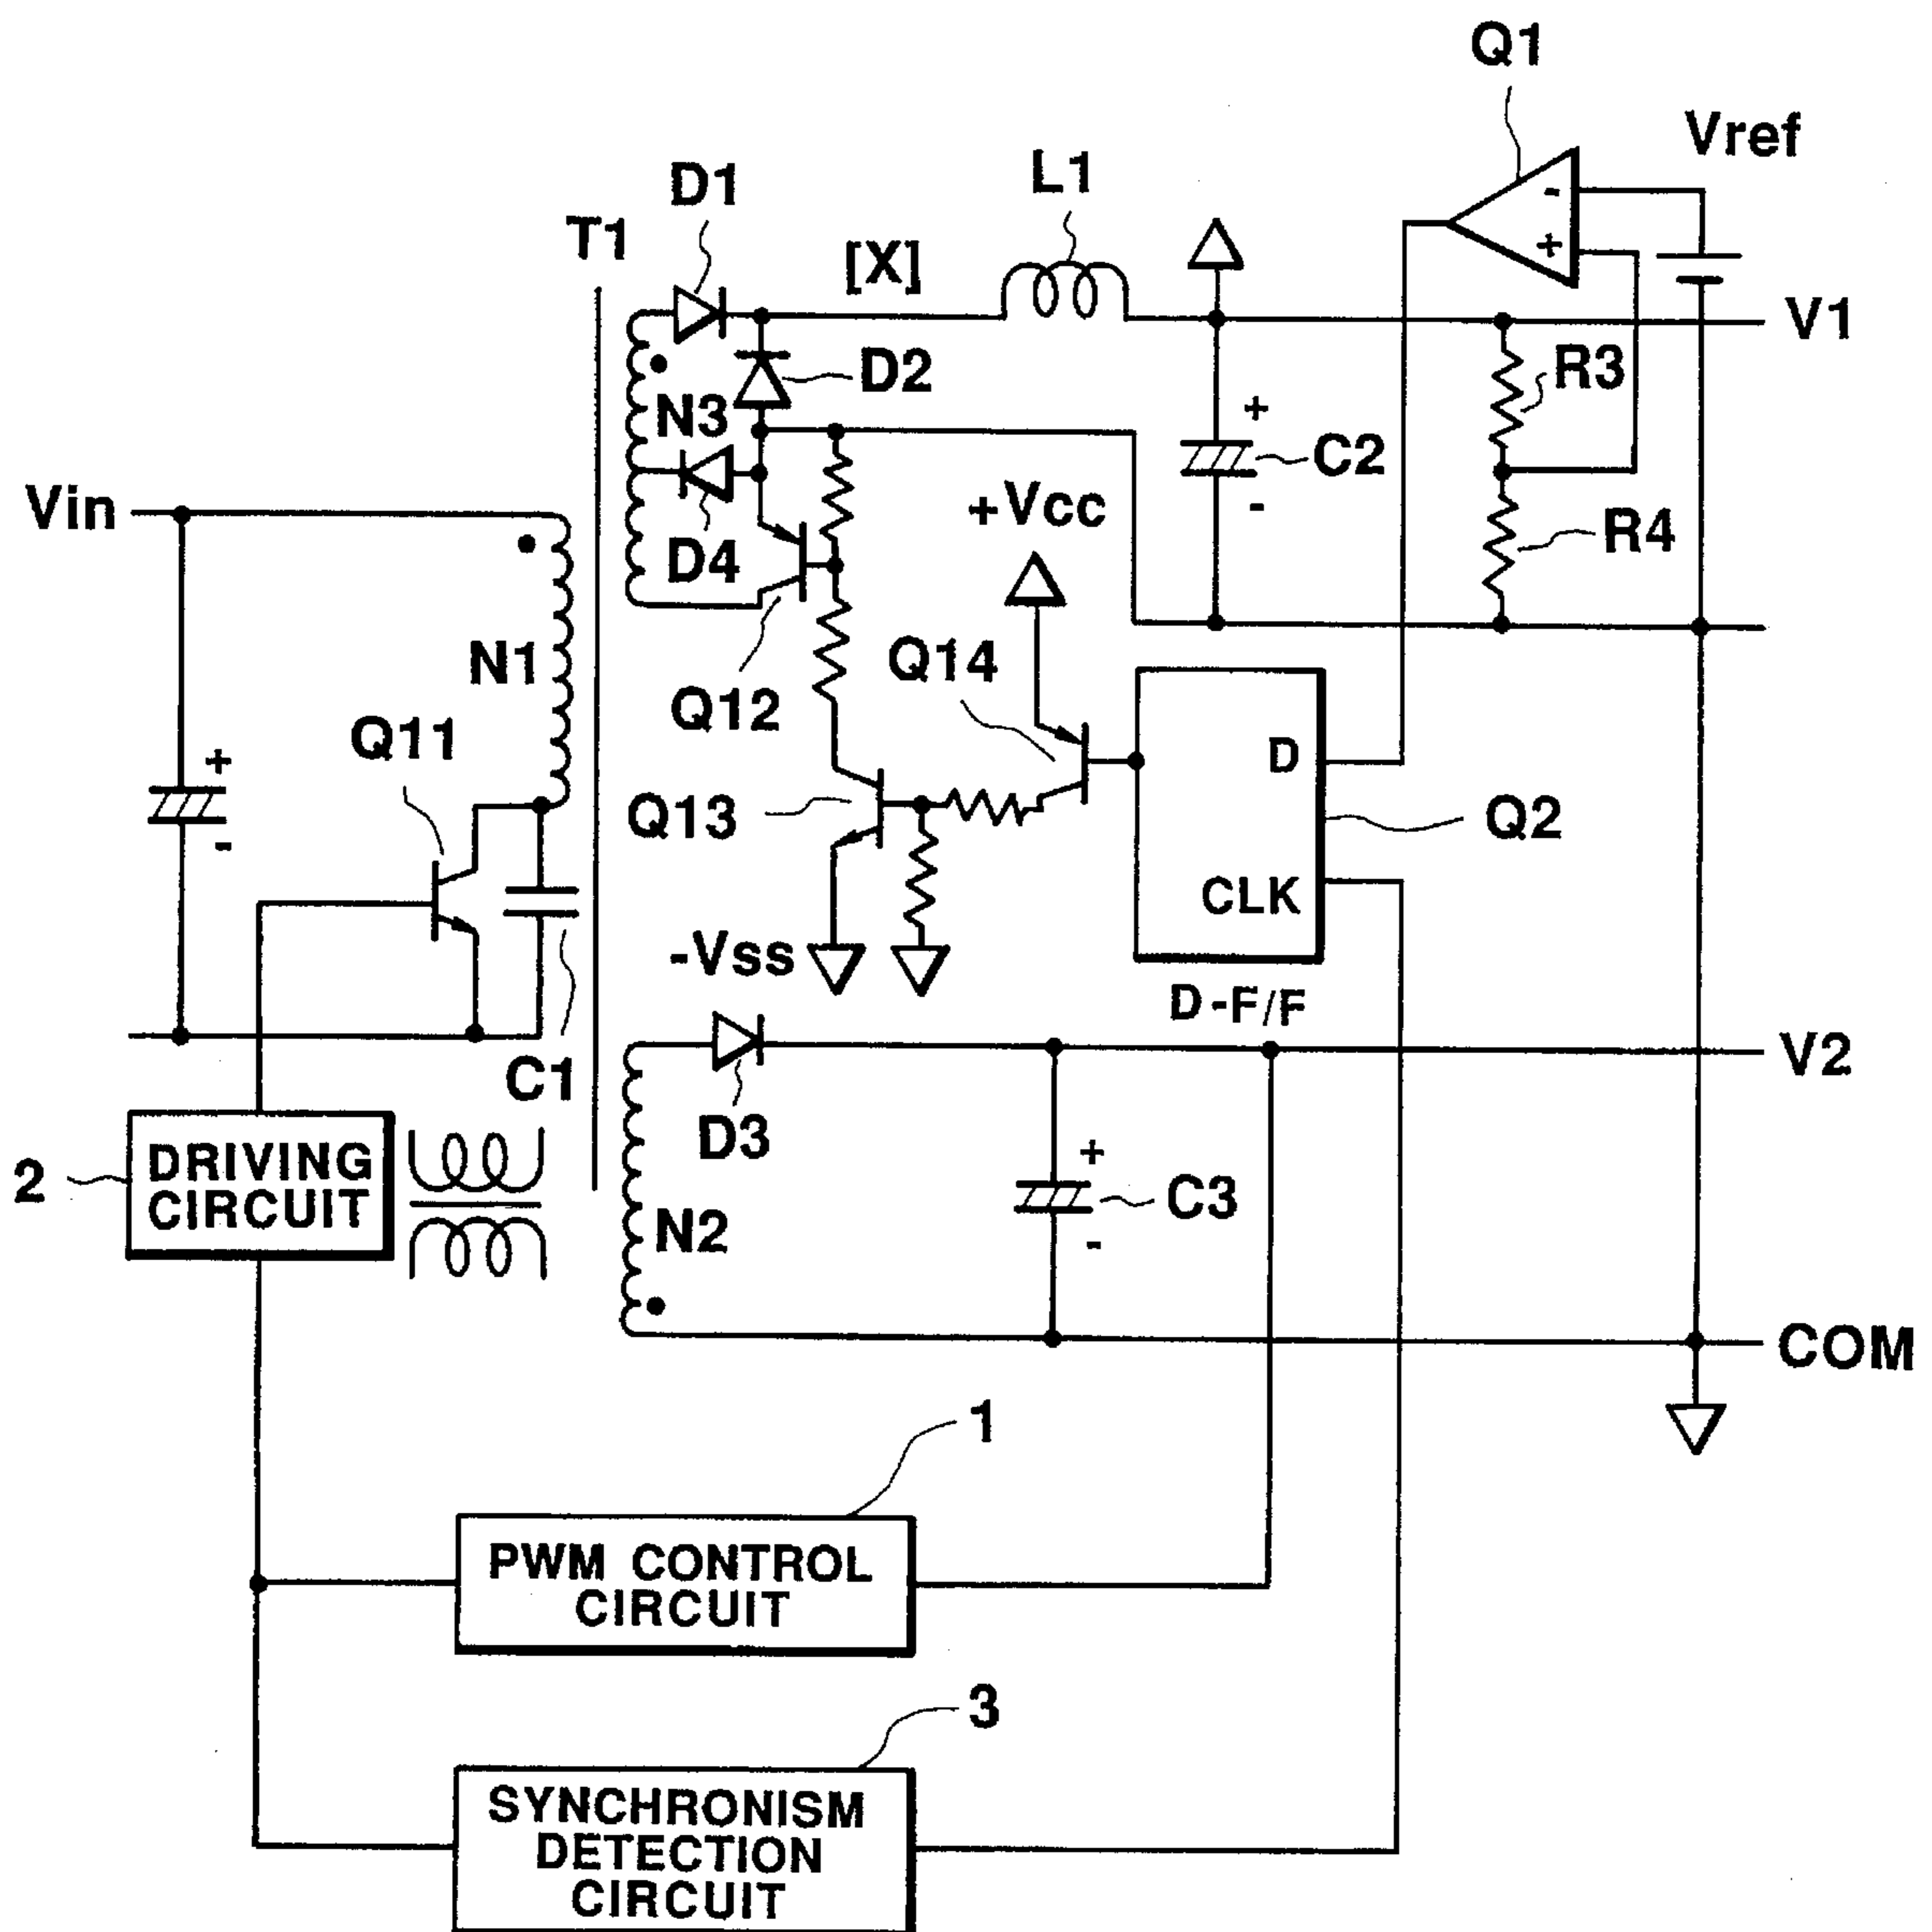 Q1
Vref
D1
L1
T1
[X]
-
+
V1
D2
R3
N3
+
C2
-
Vin
+Vcc
D4
R4
N1
Q14
Q12
Q11
D
+
Q13
Q2
-
CLK
-Vss
D-F/F
C1
V2
D3
2
DRIVING
CIRCUIT
+
C3
-
N2
COM
1
PWM CONTROL
CIRCUIT
3
SYNCHRONISM
DETECTION
CIRCUIT